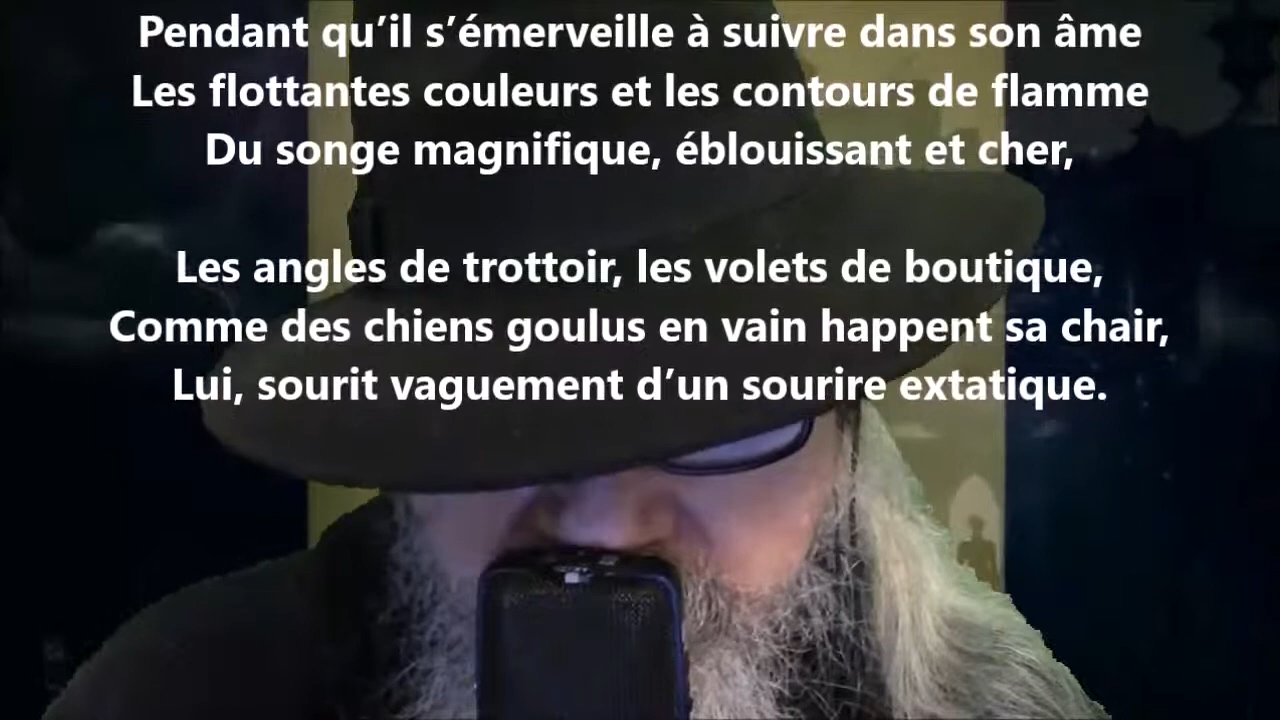 Pendant qu’il s’émerveille à suivre dans son âme
Les flottantes couleurs et les contours de flamme
Du songe magnifique, éblouissant et cher,
Les angles de trottoir, les volets de boutique,
Comme des chiens goulus en vain happent sa chair,
Lui, sourit vaguement d’un sourire extatique.